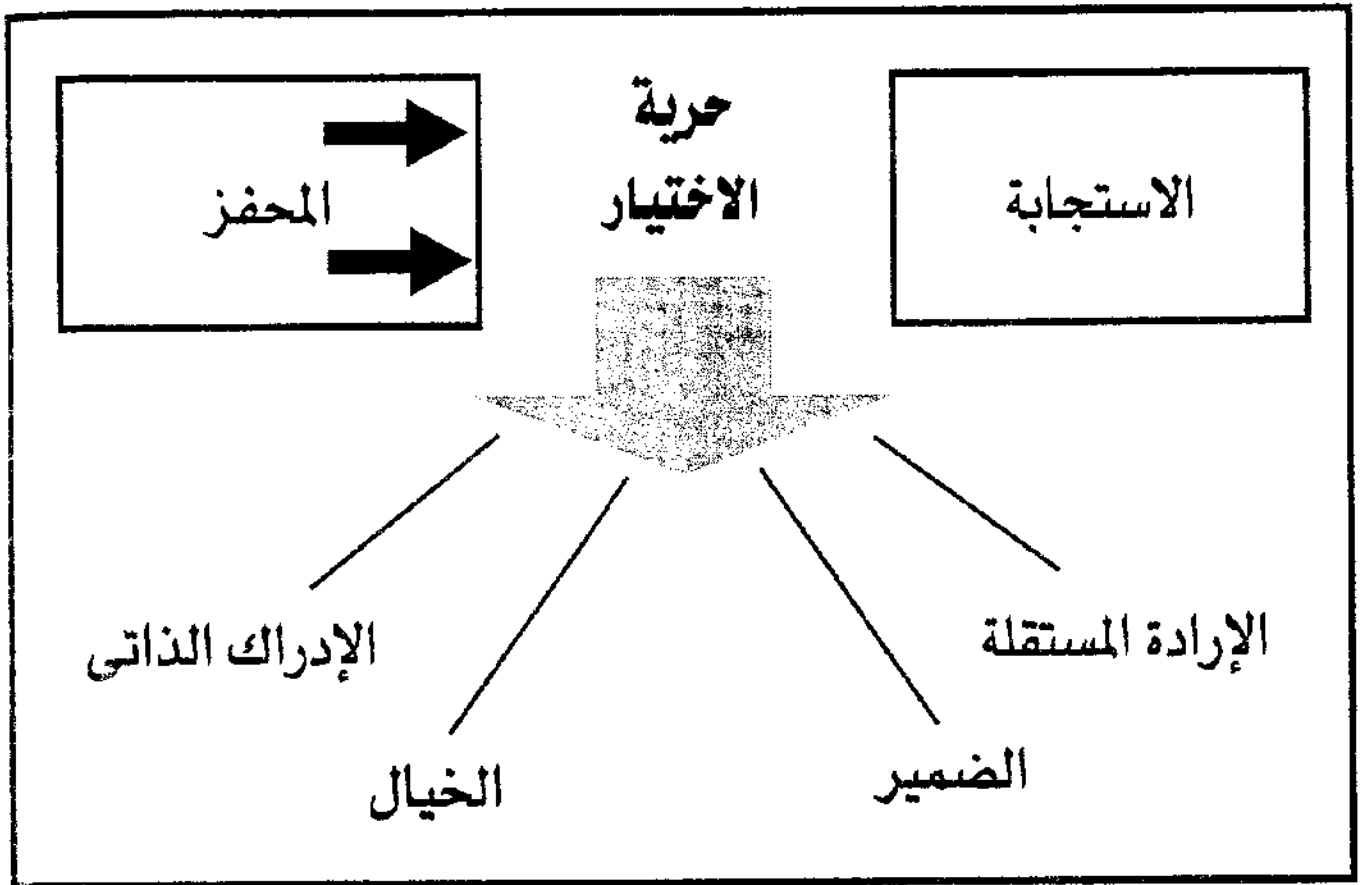 المحفز
حرية
الاختيار
الاستجابة
الإدراك الذاتى
الخيال
الضمير
الإرادة المستقلة